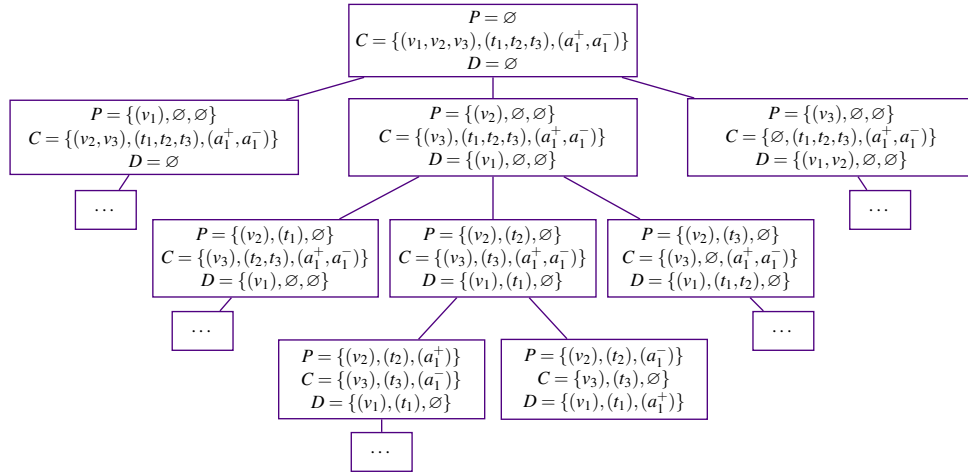 P = ∅
C = {(v₁, v₂, v₃), (t₁, t₂, t₃), (a₁⁺, a₁⁻)}
D = ∅
P = {(v₁), ∅, ∅}
C = {(v₂, v₃), (t₁, t₂, t₃), (a₁⁺, a₁⁻)}
D = ∅
P = {(v₂), ∅, ∅}
C = {(v₃), (t₁, t₂, t₃), (a₁⁺, a₁⁻)}
D = {(v₁), ∅, ∅}
P = {(v₃), ∅, ∅}
C = {∅, (t₁, t₂, t₃), (a₁⁺, a₁⁻)}
D = {(v₁, v₂), ∅, ∅}
⋯
⋯
P = {(v₂), (t₁), ∅}
C = {(v₃), (t₂, t₃), (a₁⁺, a₁⁻)}
D = {(v₁), ∅, ∅}
P = {(v₂), (t₂), ∅}
C = {(v₃), (t₃), (a₁⁺, a₁⁻)}
D = {(v₁), (t₁), ∅}
P = {(v₂), (t₃), ∅}
C = {(v₃), ∅, (a₁⁺, a₁⁻)}
D = {(v₁), (t₁, t₂), ∅}
⋯
⋯
P = {(v₂), (t₂), (a₁⁺)}
C = {(v₃), (t₃), (a₁⁻)}
D = {(v₁), (t₁), ∅}
P = {(v₂), (t₂), (a₁⁻)}
C = {v₃), (t₃), ∅}
D = {(v₁), (t₁), (a₁⁺)}
⋯